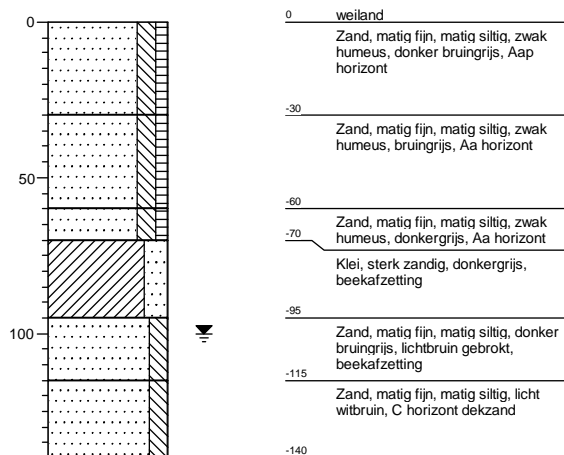 0
50
100
0 weiland
Zand, matig fijn, matig siltig, zwak
humeus, donker bruingrijs, Aap
horizont
-30
Zand, matig fijn, matig siltig, zwak
humeus, bruingrijs, Aa horizont
-60
Zand, matig fijn, matig siltig, zwak
humeus, donkergrijs, Aa horizont
-70
Klei, sterk zandig, donkergrijs,
beekafzetting
-95
Zand, matig fijn, matig siltig, donker
bruingrijs, lichtbruin gebrokt,
beekafzetting
-115
Zand, matig fijn, matig siltig, licht
witbruin, C horizont dekzand
-140